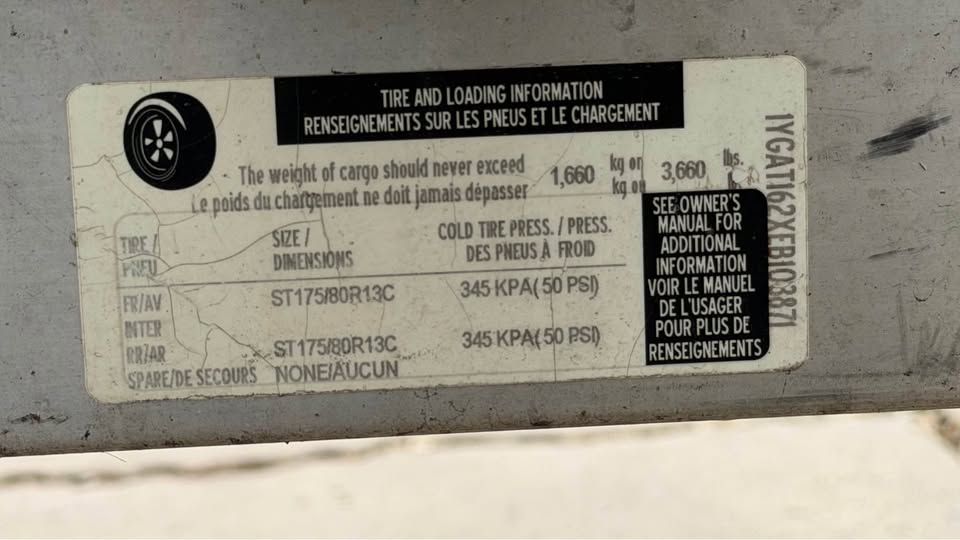 TIRE AND LOADING INFORMATION
RENSEIGNEMENTS SUR LES PNEUS ET LE CHARGEMENT
The weight of cargo should never exceed 1,660 kg or 3,660 lbs.
Le poids du chargement ne doit jamais dépasser kg ou
TIRE / PNEU
SIZE / DIMENSIONS
COLD TIRE PRESS. / PRESS. DES PNEUS À FROID
FR/AV ST175/80R13C 345 KPA( 50 PSI)
INTER
RR/AR ST175/80R13C 345 KPA( 50 PSI)
SPARE/DE SECOURS NONE/AUCUN
SEE OWNER'S
MANUAL FOR
ADDITIONAL
INFORMATION
VOIR LE MANUEL
DE L'USAGER
POUR PLUS DE
RENSEIGNEMENTS